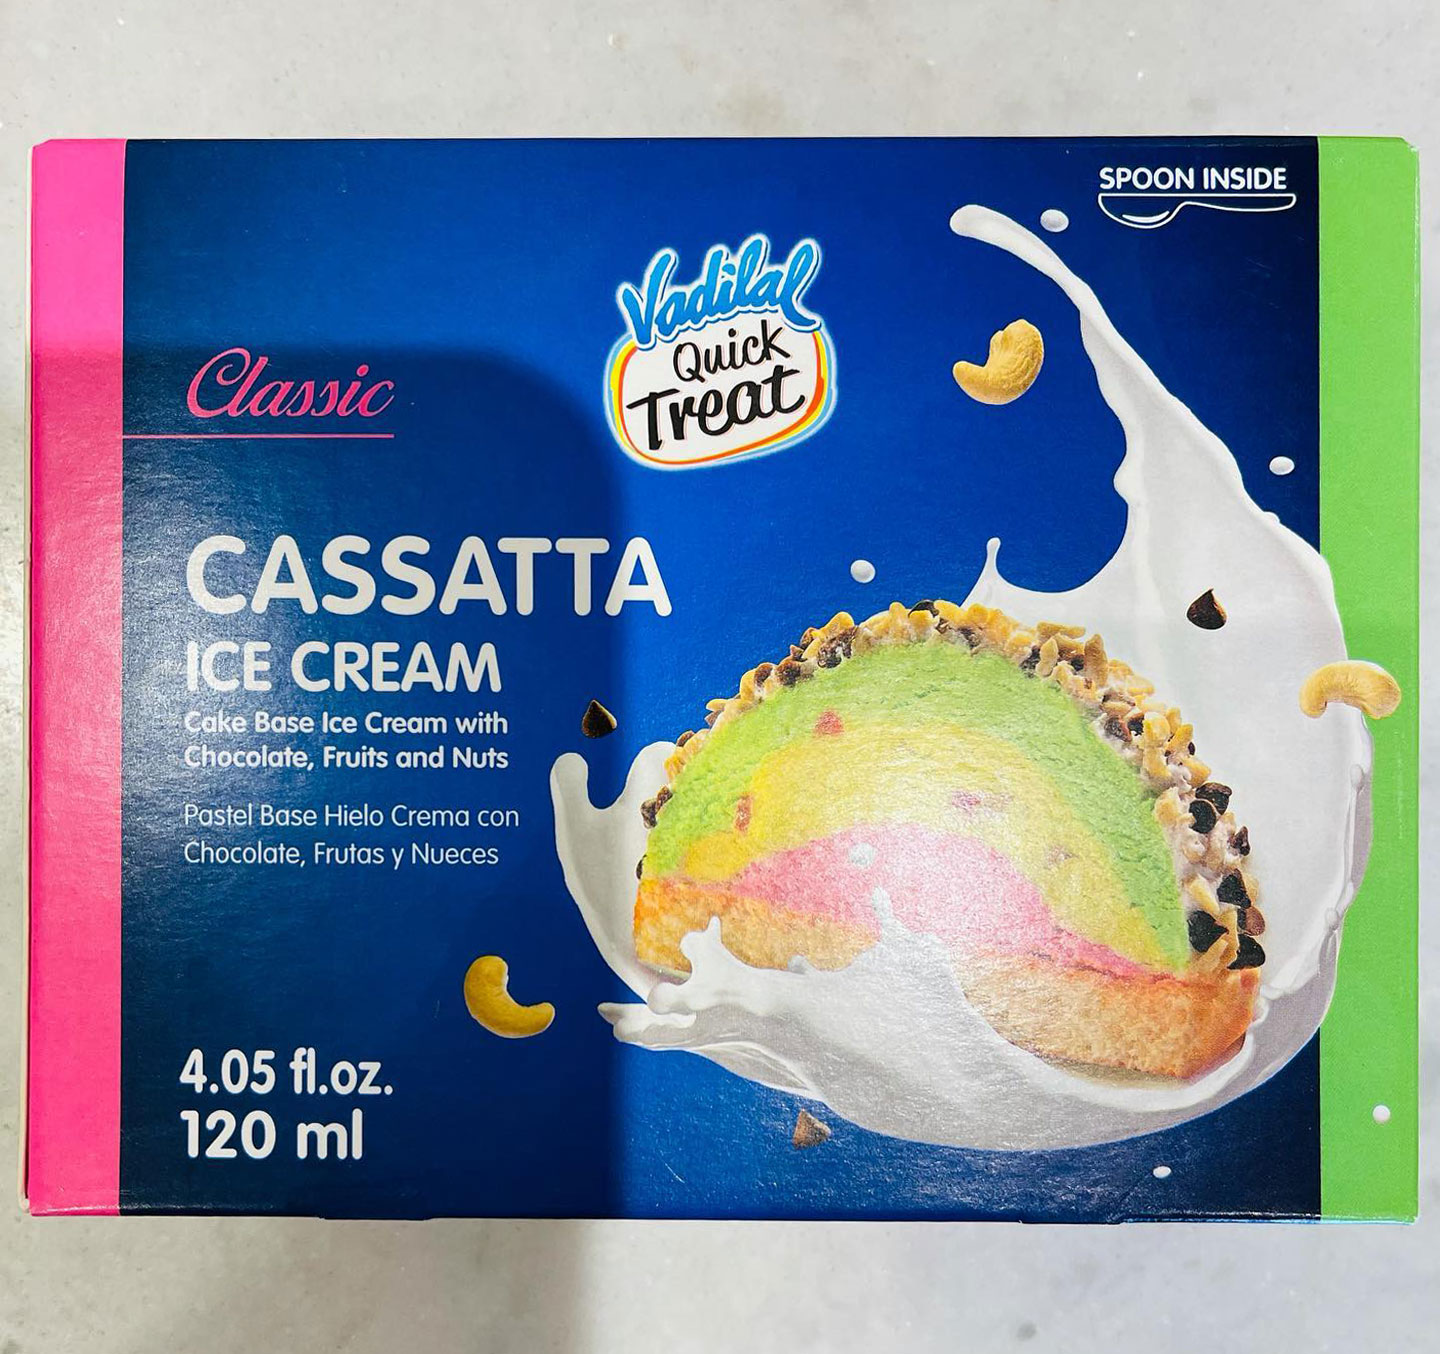 SPOON INSIDE
Vadilal
Quick
Treat
Classic
CASSATTA
ICE CREAM
Cake Base Ice Cream with
Chocolate, Fruits and Nuts
Pastel Base Hielo Crema con
Chocolate, Frutas y Nueces
4.05 fl.oz.
120 ml